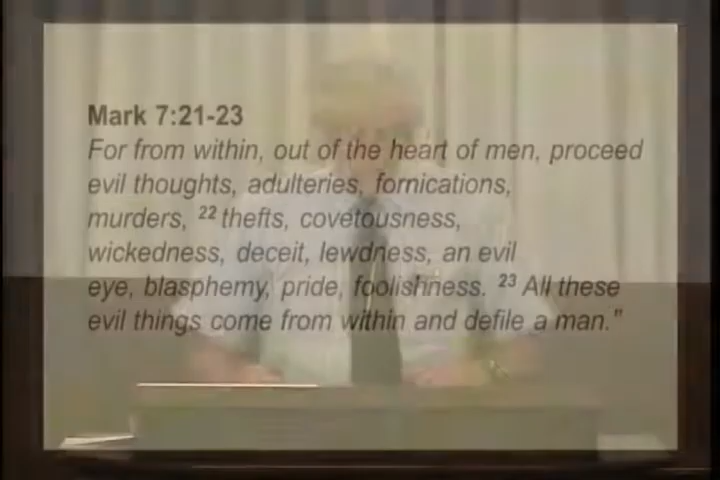 Mark 7:21-23
For from within, out of the heart of men, proceed
evil thoughts, adulteries, fornications,
murders, 22 thefts, covetousness,
wickedness, deceit, lewdness, an evil
eye, blasphemy, pride, foolishness. 23 All these
evil things come from within and defile a man."